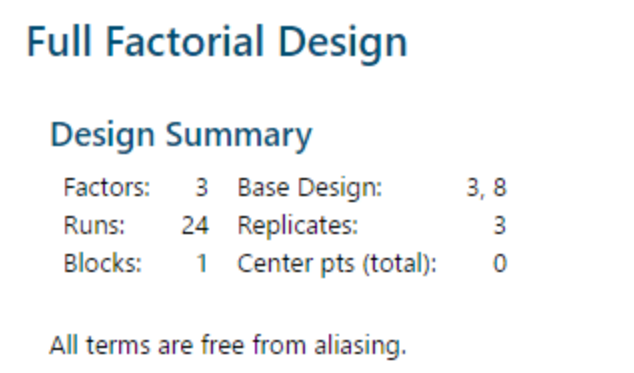 Full Factorial Design
Design Summary
Factors: 3 Base Design: 3, 8
Runs: 24 Replicates: 3
Blocks: 1 Center pts (total): 0
All terms are free from aliasing.